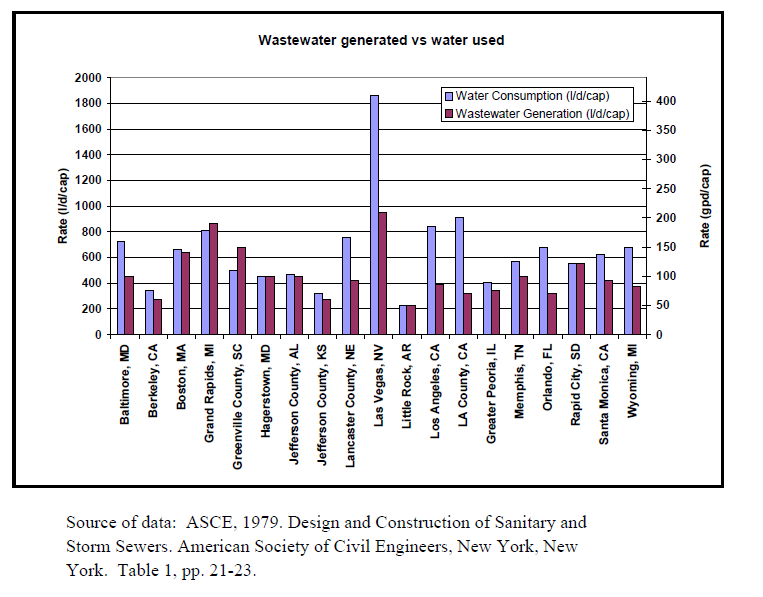 Wastewater generated vs water used
2000
1800
1600
1400
1200
1000
800
600
400
200
0
Rate (l/d/cap)
Water Consumption (l/d/cap)
Wastewater Generation (l/d/cap)
400
350
300
250
200
150
100
50
0
Rate (gpd/cap)
Baltimore, MD
Berkeley, CA
Boston, MA
Grand Rapids, MI
Greenville County, SC
Hagerstown, MD
Jefferson County, AL
Jefferson County, KS
Lancaster County, NE
Las Vegas, NV
Little Rock, AR
Los Angeles, CA
LA County, CA
Greater Peoria, IL
Memphis, TN
Orlando, FL
Rapid City, SD
Santa Monica, CA
Wyoming, MI
Source of data:  ASCE, 1979. Design and Construction of Sanitary and
Storm Sewers. American Society of Civil Engineers, New York, New
York.  Table 1, pp. 21-23.